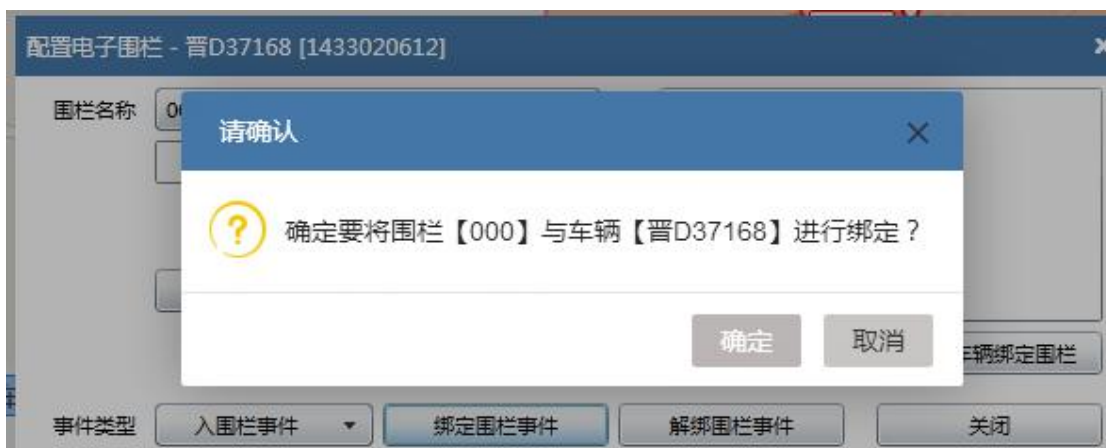 配置电子围栏 - 晋D37168 [1433020612]
围栏名称
请确认
确定要将围栏【000】与车辆【晋D37168】进行绑定？
确定 取消
车辆绑定围栏
事件类型 入围栏事件 绑定围栏事件 解绑围栏事件 关闭